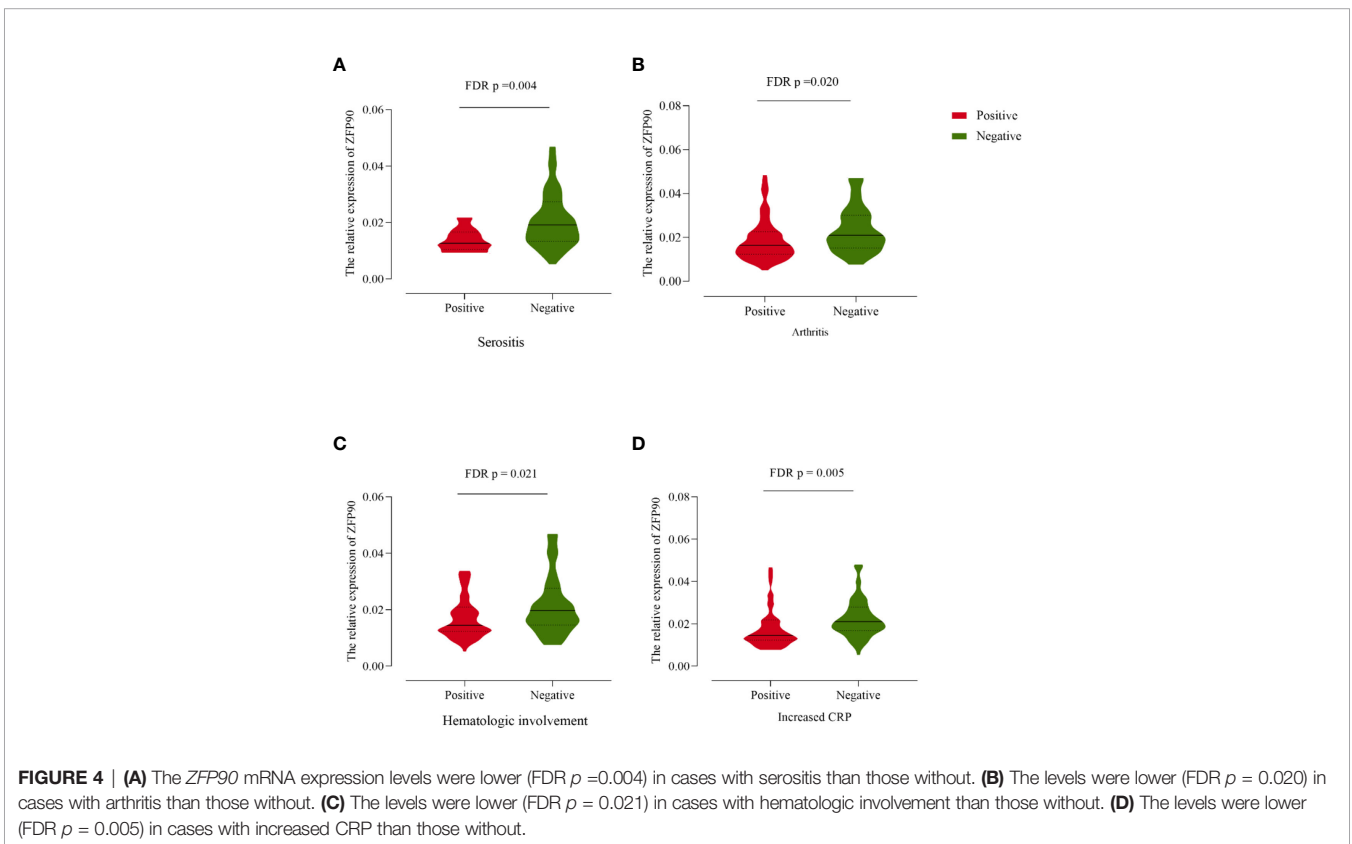 A
FDR p =0.004
The relative expression of ZFP90
0.06
0.04
0.02
0.00
Positive Negative
Serositis
B
FDR p =0.020
The relative expression of ZFP90
0.08
0.06
0.04
0.02
0.00
Positive Negative
Arthritis
Positive
Negative
C
FDR p = 0.021
The relative expression of ZFP90
0.06
0.04
0.02
0.00
Positive Negative
Hematologic involvement
D
FDR p = 0.005
The relative expression of ZFP90
0.08
0.06
0.04
0.02
0.00
Positive Negative
Increased CRP
FIGURE 4 | (A) The ZFP90 mRNA expression levels were lower (FDR p =0.004) in cases with serositis than those without. (B) The levels were lower (FDR p = 0.020) in
cases with arthritis than those without. (C) The levels were lower (FDR p = 0.021) in cases with hematologic involvement than those without. (D) The levels were lower
(FDR p = 0.005) in cases with increased CRP than those without.